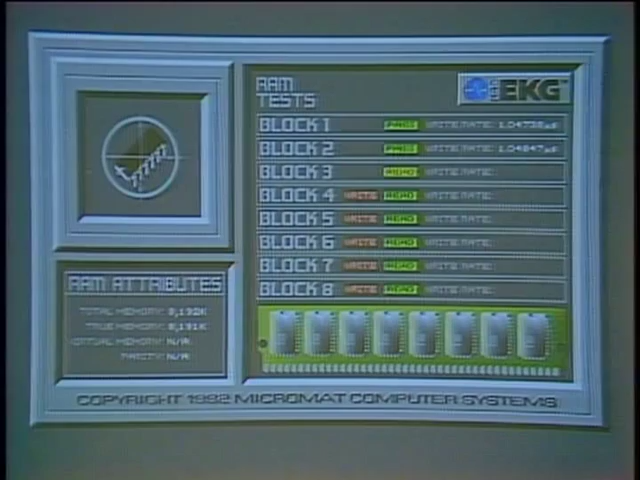 RAM
TESTS
EKG™
BLOCK 1 PASS WRITE RATE: 1.04735µs
BLOCK 2 PASS WRITE RATE: 1.04847µs
BLOCK 3 READ WRITE RATE:
BLOCK 4 WRITE READ WRITE RATE:
BLOCK 5 WRITE READ WRITE RATE:
BLOCK 6 WRITE READ WRITE RATE:
BLOCK 7 WRITE READ WRITE RATE:
BLOCK 8 WRITE READ WRITE RATE:
RAM ATTRIBUTES
TOTAL MEMORY: 8,192K
TRUE MEMORY: 8,191K
VIRTUAL MEMORY: N/A
PARITY: N/A
COPYRIGHT 1992 MICROMAT COMPUTER SYSTEMS